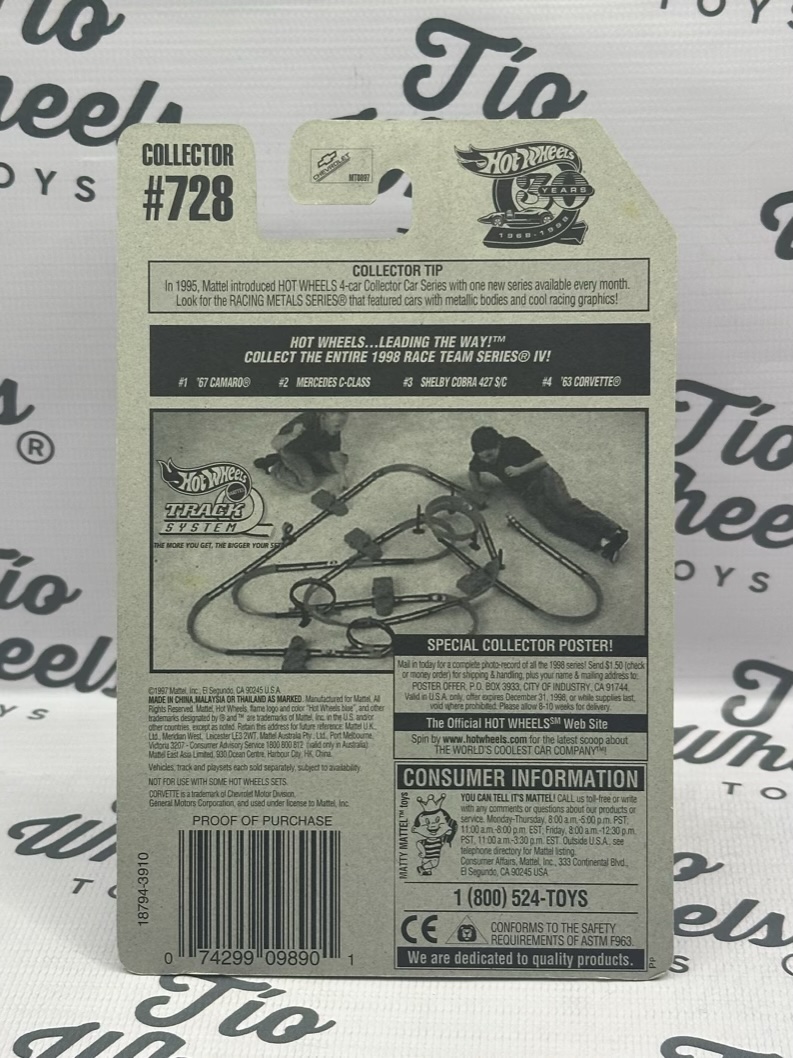 Tío
Wheels
TOYS
COLLECTOR
#728
CHEVROLET
MT0897
HOT WHEELS
30 YEARS
1968-1998
COLLECTOR TIP
In 1995, Mattel introduced HOT WHEELS 4-car Collector Car Series with one new series available every month.
Look for the RACING METALS SERIES® that featured cars with metallic bodies and cool racing graphics!
HOT WHEELS...LEADING THE WAY!™
COLLECT THE ENTIRE 1998 RACE TEAM SERIES® IV!
#1 '67 CAMARO® #2 MERCEDES C-CLASS #3 SHELBY COBRA 427 S/C #4 '63 CORVETTE®
HOT WHEELS
MATTEL
TRACK
SYSTEM
THE MORE YOU GET, THE BIGGER YOUR SET!
SPECIAL COLLECTOR POSTER!
Mail in today for a complete photo-record of all the 1998 series! Send $1.50 (check
or money order) for shipping & handling, plus your name & mailing address to:
POSTER OFFER, P.O. BOX 3933, CITY OF INDUSTRY, CA 91744.
Valid in U.S.A. only, offer expires December 31, 1998, or while supplies last,
void where prohibited. Please allow 8-10 weeks for delivery.
The Official HOT WHEELS℠ Web Site
Spin by www.hotwheels.com for the latest scoop about
THE WORLD'S COOLEST CAR COMPANY™!
©1997 Mattel, Inc., El Segundo, CA 90245 U.S.A.
MADE IN CHINA, MALAYSIA OR THAILAND AS MARKED. Manufactured for Mattel. All
Rights Reserved. Mattel, Hot Wheels, flame logo and color "Hot Wheels blue", and other
trademarks designated by ® and ™ are trademarks of Mattel, Inc. in the U.S. and/or
other countries, except as noted. Retain this address for future reference: Mattel U.K.
Ltd., Meridian West, Leicester LE3 2WT. Mattel Australia Pty., Ltd., Port Melbourne,
Victoria 3207 - Consumer Advisory Service 1800 800 812 (valid only in Australia).
Mattel East Asia Limited, 930 Ocean Centre, Harbour City, HK, China.
Vehicles, track and playsets each sold separately, subject to availability.
NOT FOR USE WITH SOME HOT WHEELS SETS.
CORVETTE is a trademark of Chevrolet Motor Division,
General Motors Corporation, and used under license to Mattel, Inc.
PROOF OF PURCHASE
18794-3910
0 74299 09890 1
CONSUMER INFORMATION
MATTY MATTEL™ toys
YOU CAN TELL IT'S MATTEL! CALL us toll-free or write
with any comments or questions about our products or
service. Monday-Thursday, 8:00 a.m.-5:00 p.m. PST,
11:00 a.m.-8:00 p.m. EST; Friday, 8:00 a.m.-12:30 p.m.
PST, 11:00 a.m.-3:30 p.m. EST. Outside U.S.A., see
telephone directory for Mattel listing.
Consumer Affairs, Mattel, Inc., 333 Continental Blvd.,
El Segundo, CA 90245 USA
1 (800) 524-TOYS
CE
CONFORMS TO THE SAFETY
REQUIREMENTS OF ASTM F963.
We are dedicated to quality products.
PP